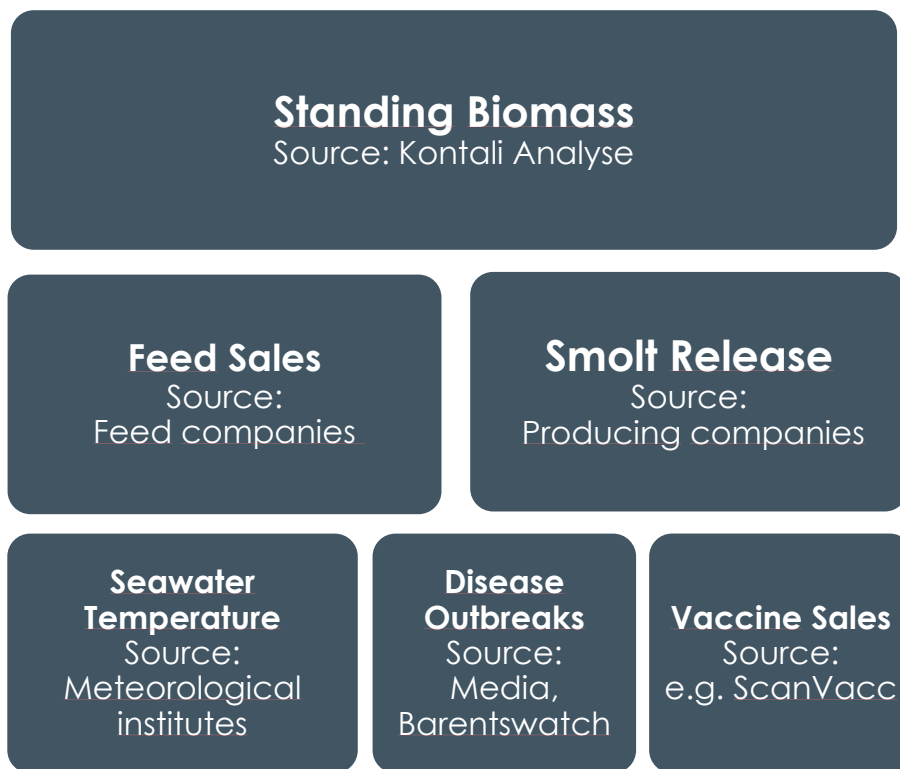 Standing Biomass
Source: Kontali Analyse
Feed Sales
Source:
Feed companies
Smolt Release
Source:
Producing companies
Seawater
Temperature
Source:
Meteorological
institutes
Disease
Outbreaks
Source:
Media,
Barentswatch
Vaccine Sales
Source:
e.g. ScanVacc